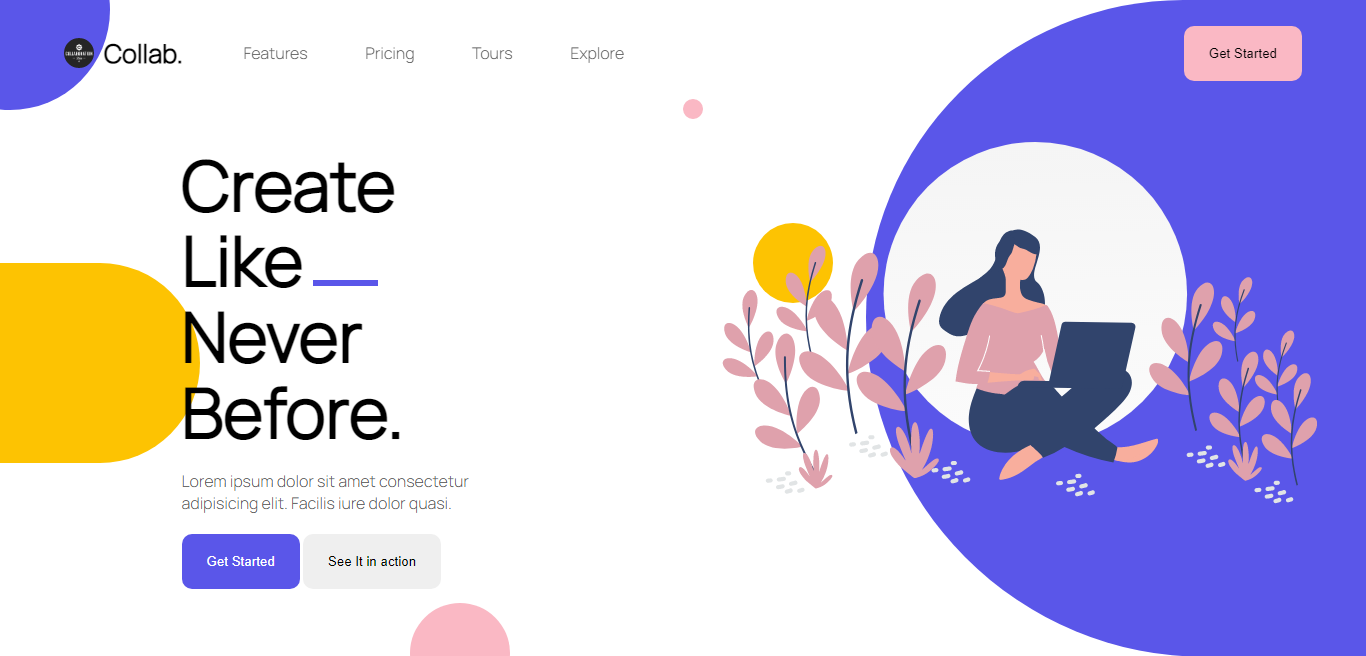 COLLABORATION
Collab.
Features
Pricing
Tours
Explore
Get Started
Create
Like
Never
Before.
Lorem ipsum dolor sit amet consectetur
adipisicing elit. Facilis iure dolor quasi.
Get Started
See It in action